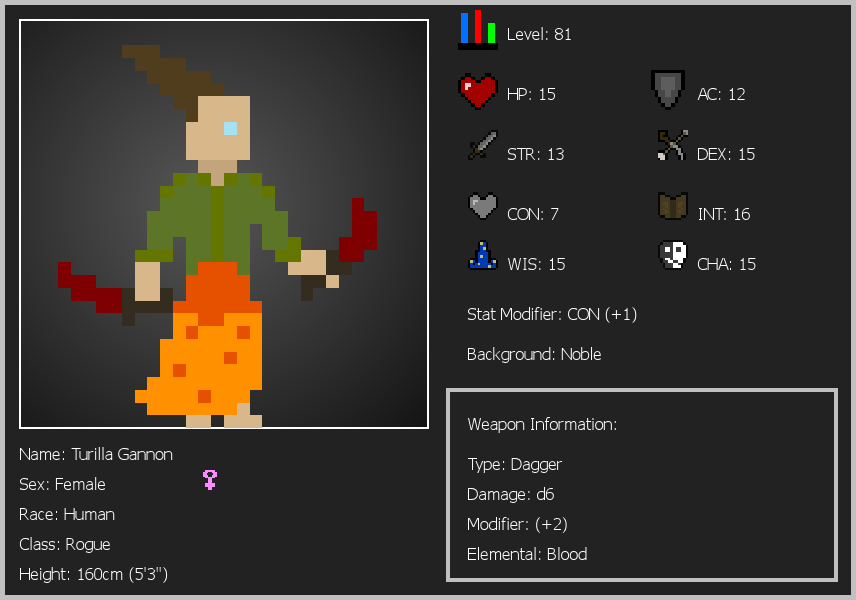 Level: 81
HP: 15
AC: 12
STR: 13
DEX: 15
CON: 7
INT: 16
WIS: 15
CHA: 15
Stat Modifier: CON (+1)
Background: Noble
Weapon Information:
Type: Dagger
Damage: d6
Modifier: (+2)
Elemental: Blood
Name: Turilla Gannon
Sex: Female
Race: Human
Class: Rogue
Height: 160cm (5'3")